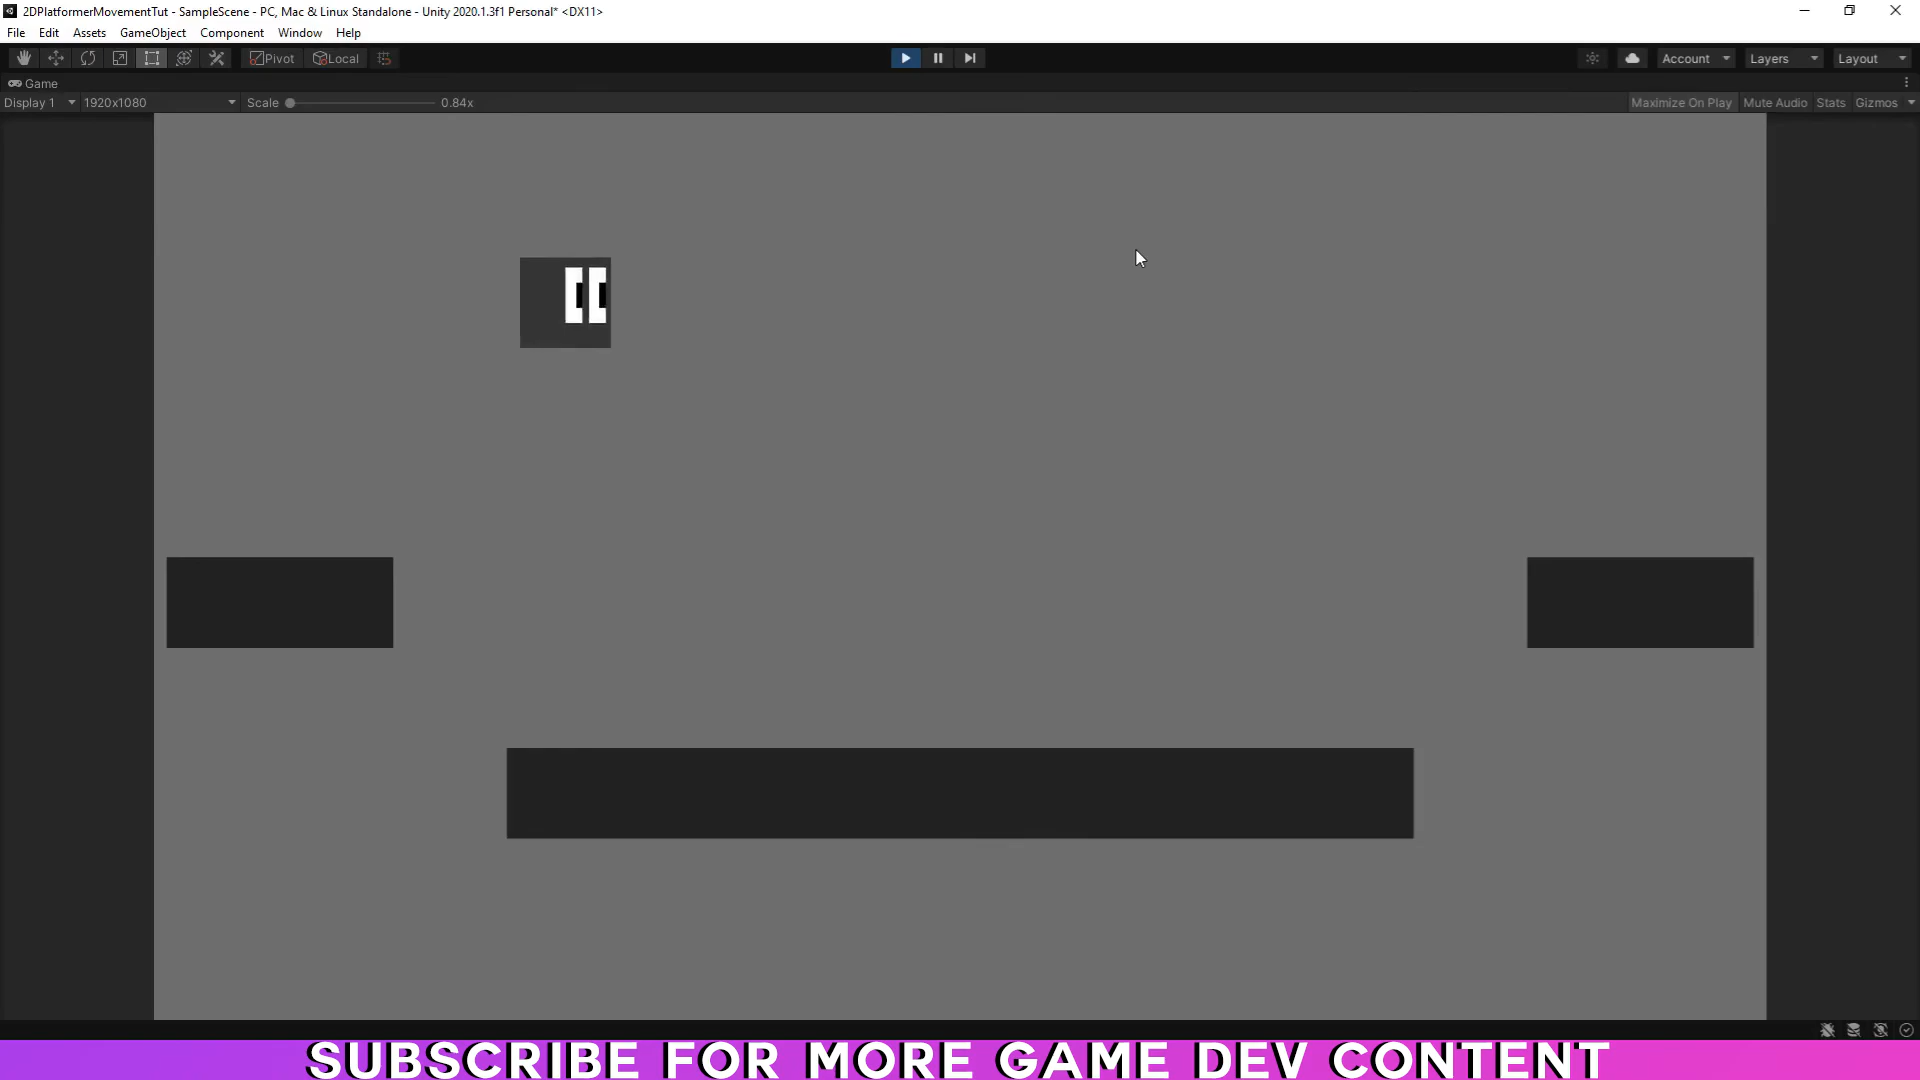 2DPlatformerMovementTut - SampleScene - PC, Mac & Linux Standalone - Unity 2020.1.3f1 Personal* <DX11>
File Edit Assets GameObject Component Window Help
Pivot Local Account Layers Layout
Game
Display 1 1920x1080 Scale 0.84x Maximize On Play Mute Audio Stats Gizmos
SUBSCRIBE FOR MORE GAME DEV CONTENT